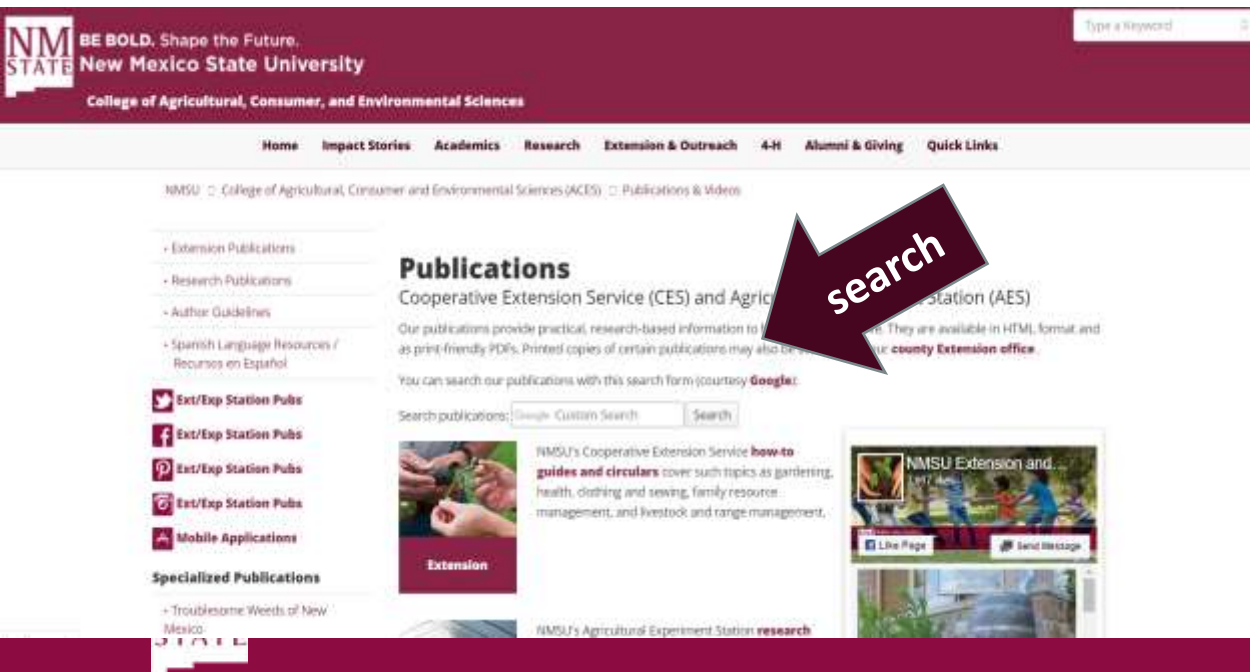 Type a Keyword
NM
STATE
BE BOLD. Shape the Future.
New Mexico State University
College of Agricultural, Consumer, and Environmental Sciences
Home Impact Stories Academics Research Extension & Outreach 4-H Alumni & Giving Quick Links
NMSU College of Agricultural, Consumer and Environmental Sciences (ACES) Publications & Videos
- Extension Publications
- Research Publications
- Author Guidelines
- Spanish Language Resources /
Recursos en Español
Ext/Exp Station Pubs
Ext/Exp Station Pubs
Ext/Exp Station Pubs
Ext/Exp Station Pubs
Mobile Applications
Specialized Publications
- Troublesome Weeds of New
Mexico
Publications
Cooperative Extension Service (CES) and Agric Station (AES)
Our publications provide practical, research-based information to They are available in HTML format and
as print-friendly PDFs. Printed copies of certain publications may also be county Extension office.
You can search our publications with this search form (courtesy Google):
Search publications: Google Custom Search Search
search
NMSU's Cooperative Extension Service how-to
guides and circulars cover such topics as gardening,
health, clothing and sewing, family resource
management, and livestock and range management.
Extension
NMSU's Agricultural Experiment Station research
NMSU Extension and...
Like Page Send Message
STATE